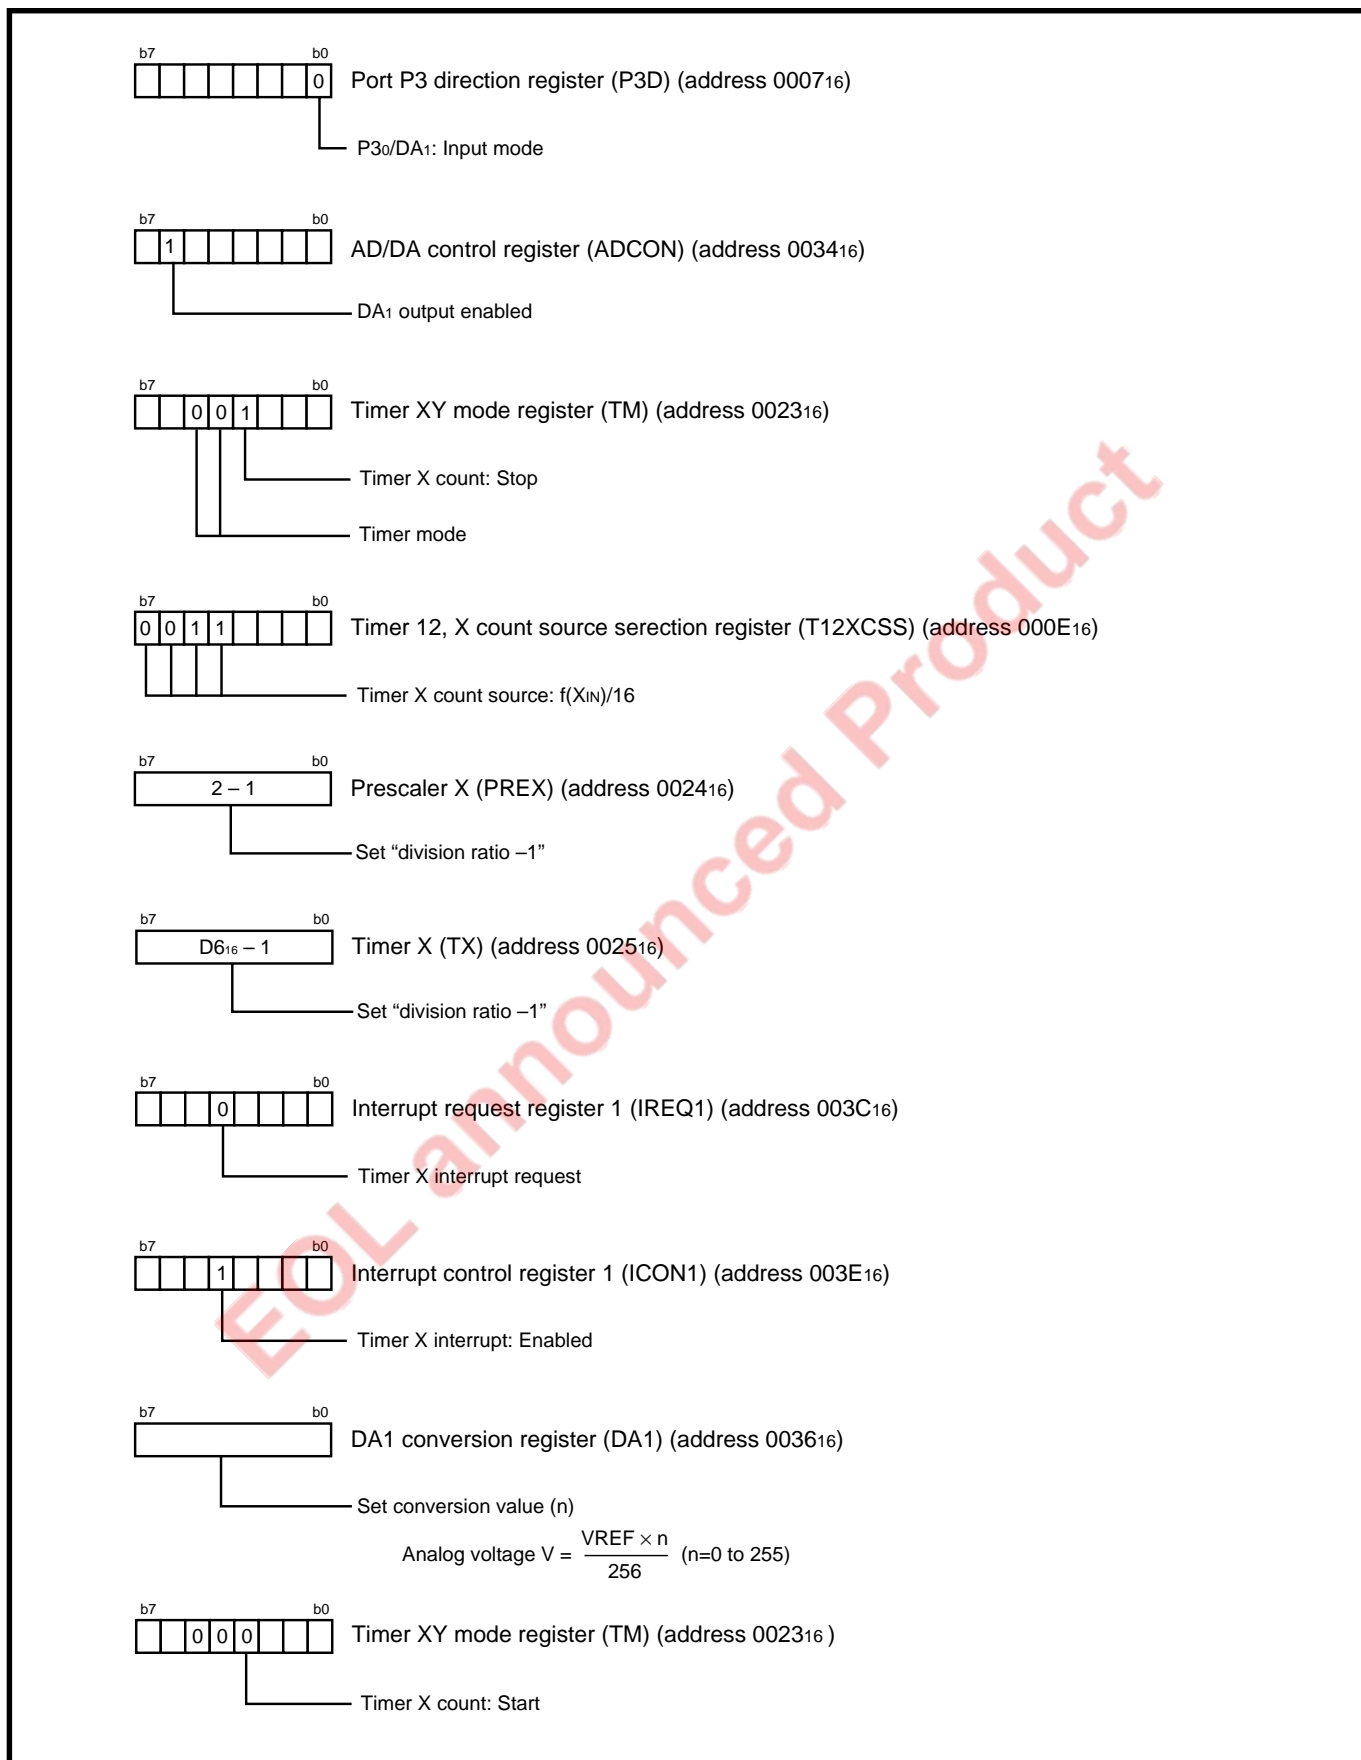 b7 b0
0 Port P3 direction register (P3D) (address 000716)
P30/DA1: Input mode
b7 b0
1 AD/DA control register (ADCON) (address 003416)
DA1 output enabled
b7 b0
0 0 1 Timer XY mode register (TM) (address 002316)
Timer X count: Stop
Timer mode
b7 b0
0 0 1 1 Timer 12, X count source serection register (T12XCSS) (address 000E16)
Timer X count source: f(XIN)/16
b7 b0
2 – 1 Prescaler X (PREX) (address 002416)
Set “division ratio –1”
b7 b0
D616 – 1 Timer X (TX) (address 002516)
Set “division ratio –1”
b7 b0
0 Interrupt request register 1 (IREQ1) (address 003C16)
Timer X interrupt request
b7 b0
1 Interrupt control register 1 (ICON1) (address 003E16)
Timer X interrupt: Enabled
b7 b0
DA1 conversion register (DA1) (address 003616)
Set conversion value (n)
Analog voltage V = VREF × n / 256 (n=0 to 255)
b7 b0
0 0 0 Timer XY mode register (TM) (address 002316 )
Timer X count: Start
EOL announced Product